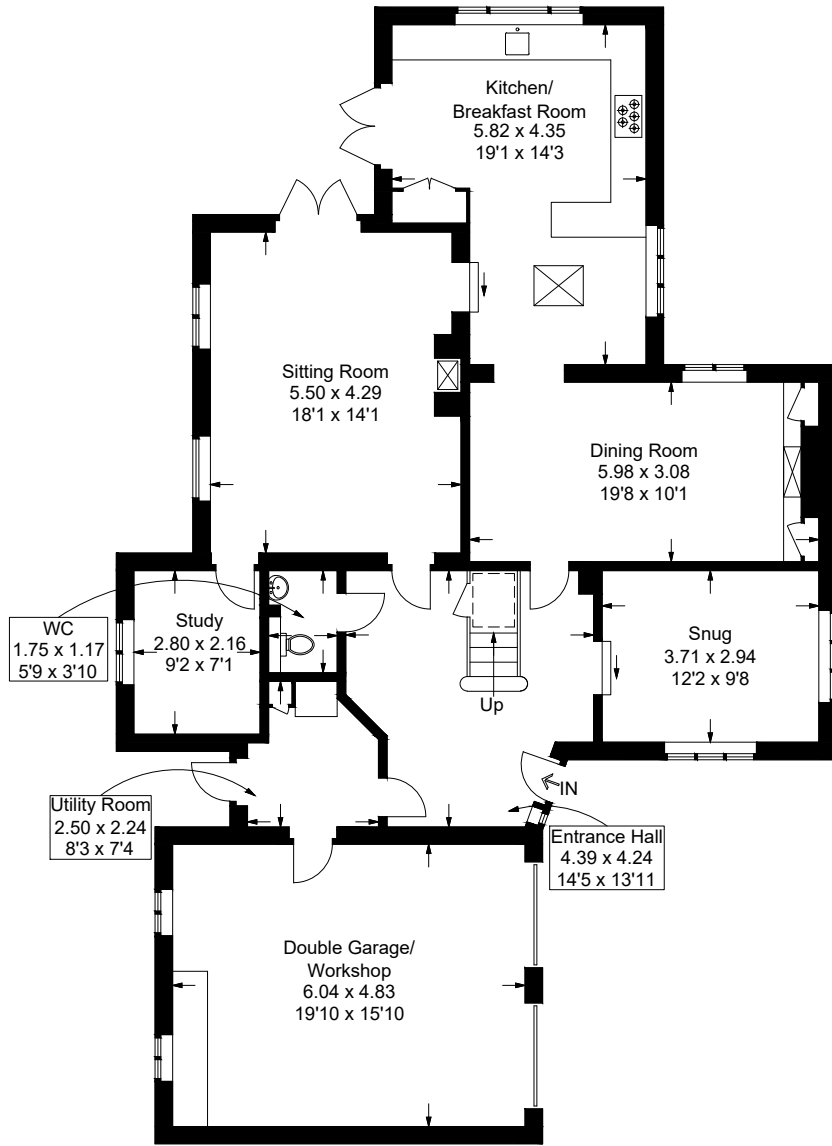 Kitchen/
Breakfast Room
5.82 x 4.35
19'1 x 14'3
Sitting Room
5.50 x 4.29
18'1 x 14'1
Dining Room
5.98 x 3.08
19'8 x 10'1
WC
1.75 x 1.17
5'9 x 3'10
Study
2.80 x 2.16
9'2 x 7'1
Snug
3.71 x 2.94
12'2 x 9'8
Up
IN
Utility Room
2.50 x 2.24
8'3 x 7'4
Entrance Hall
4.39 x 4.24
14'5 x 13'11
Double Garage/
Workshop
6.04 x 4.83
19'10 x 15'10